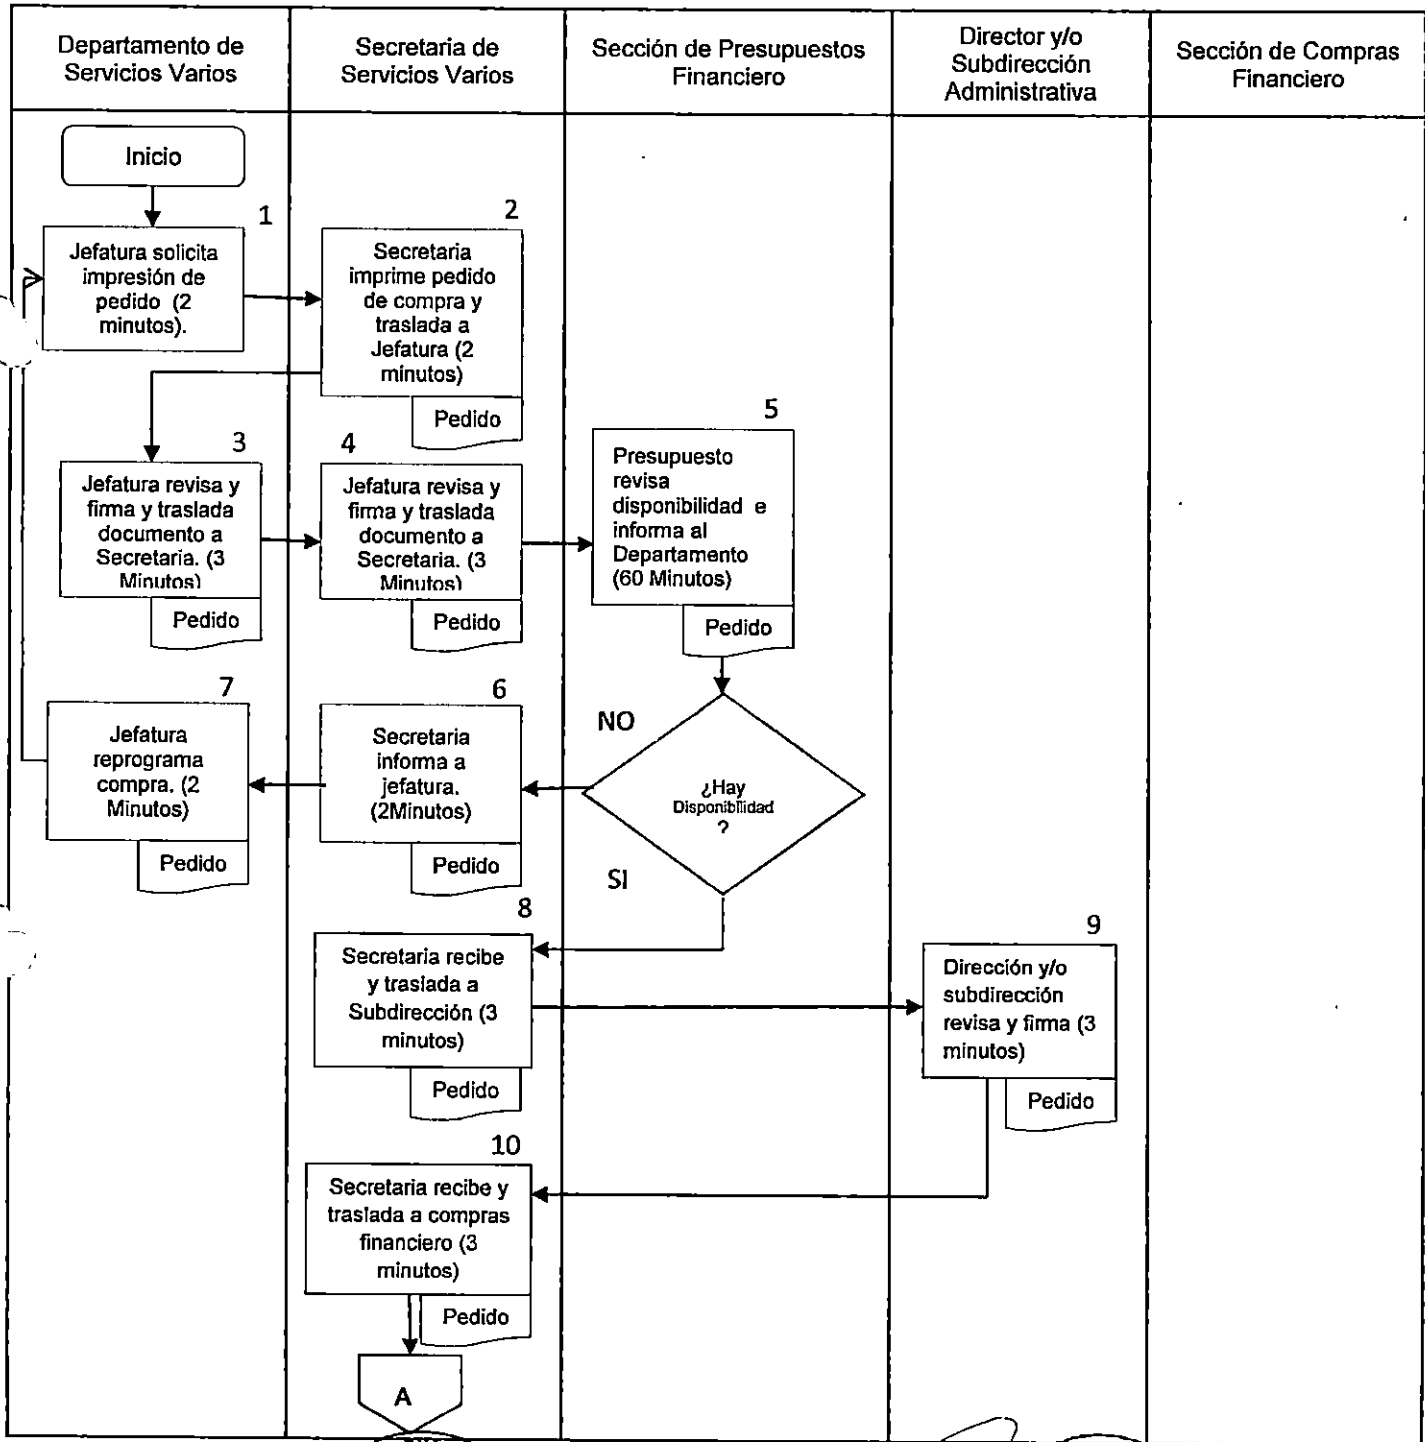 Departamento de
Servicios Varios
Secretaria de
Servicios Varios
Sección de Presupuestos
Financiero
Director y/o
Subdirección
Administrativa
Sección de Compras
Financiero
Inicio
1
Jefatura solicita
impresión de
pedido (2
minutos).
2
Secretaria
imprime pedido
de compra y
traslada a
Jefatura (2
minutos)
Pedido
3
Jefatura revisa y
firma y traslada
documento a
Secretaria. (3
Minutos)
Pedido
4
Jefatura revisa y
firma y traslada
documento a
Secretaria. (3
Minutos)
Pedido
5
Presupuesto
revisa
disponibilidad e
informa al
Departamento
(60 Minutos)
Pedido
¿Hay
Disponibilidad
?
NO
SI
6
Secretaria
informa a
jefatura.
(2Minutos)
Pedido
7
Jefatura
reprograma
compra. (2
Minutos)
Pedido
8
Secretaria recibe
y traslada a
Subdirección (3
minutos)
Pedido
9
Dirección y/o
subdirección
revisa y firma (3
minutos)
Pedido
10
Secretaria recibe y
traslada a compras
financiero (3
minutos)
Pedido
A